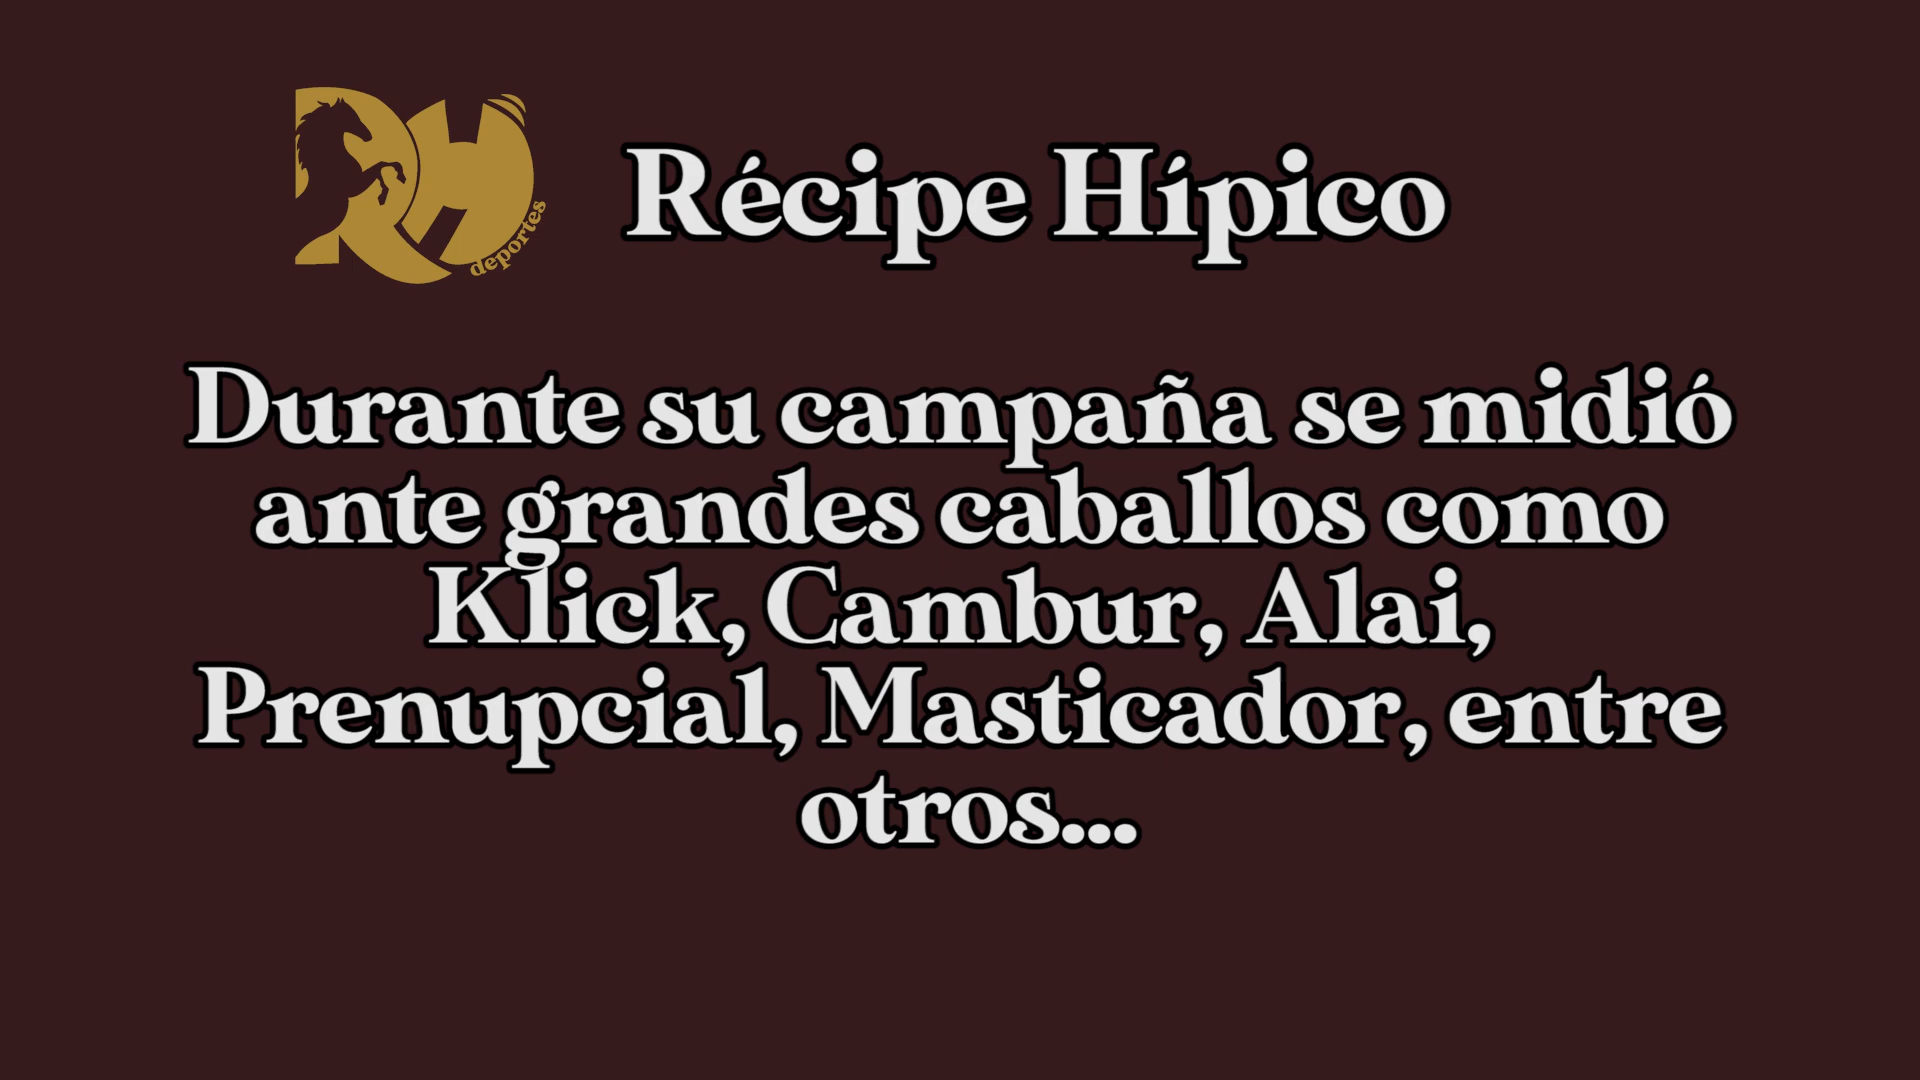 RH
deportes
Récipe Hípico
Durante su campaña se midió
ante grandes caballos como
Klick, Cambur, Alai,
Prenupcial, Masticador, entre
otros...